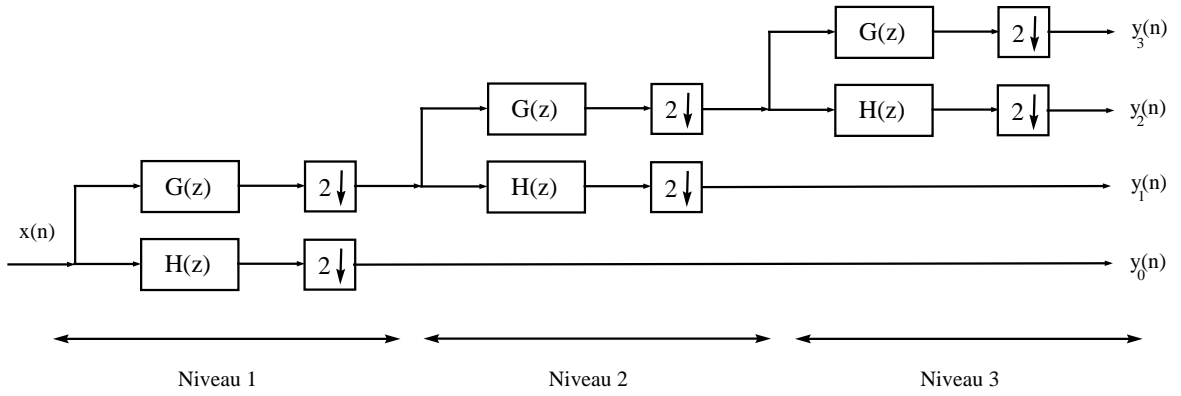 G(z) 2 y3(n)
G(z) 2 H(z) 2 y2(n)
G(z) 2 H(z) 2 y1(n)
x(n)
H(z) 2 y0(n)
Niveau 1 Niveau 2 Niveau 3